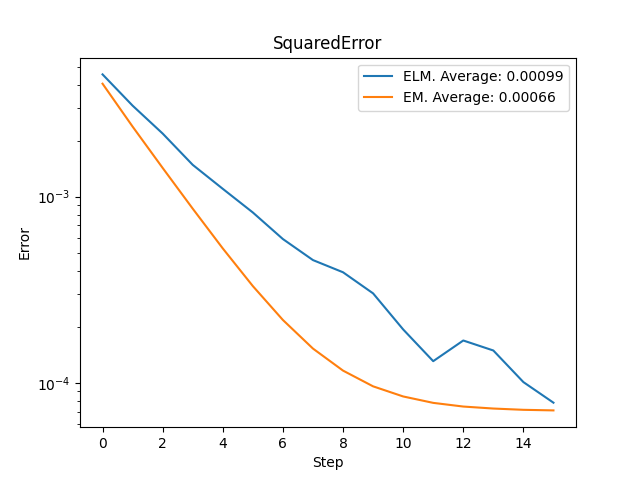 SquaredError
ELM. Average: 0.00099
EM. Average: 0.00066
10⁻³
10⁻⁴
Error
0 2 4 6 8 10 12 14
Step